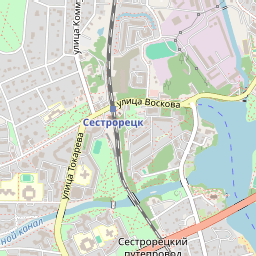 улица Комм
улица Воскова
Сестрорецк
улица Токарева
ной канал
Сестрорецкий
путепровод